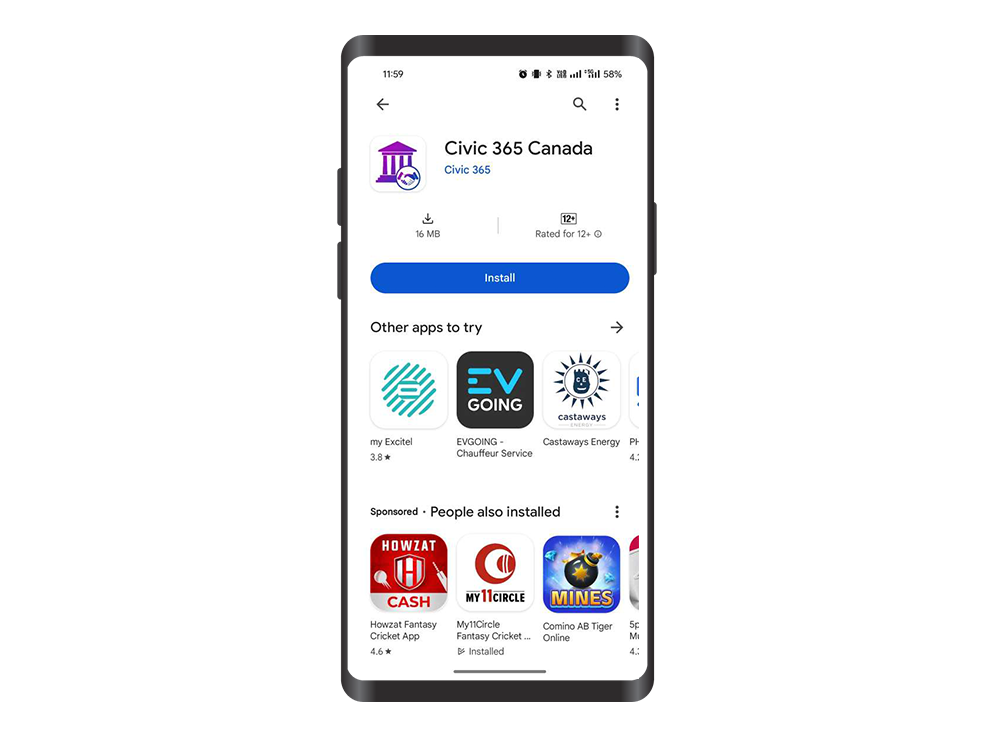 11:59
58%
Civic 365 Canada
Civic 365
12+
16 MB
Rated for 12+
Install
Other apps to try
EV
GOING
CE
castaways
ENERGY
my Excitel
EVGOING -
Chauffeur Service
Castaways Energy
PH
3.8★
4.2
Sponsored · People also installed
HOWZAT
H
CASH
MY11CIRCLE
MINES
Howzat Fantasy
Cricket App
My11Circle
Fantasy Cricket ...
Comino AB Tiger
Online
5p
Mu
4.6★
Installed